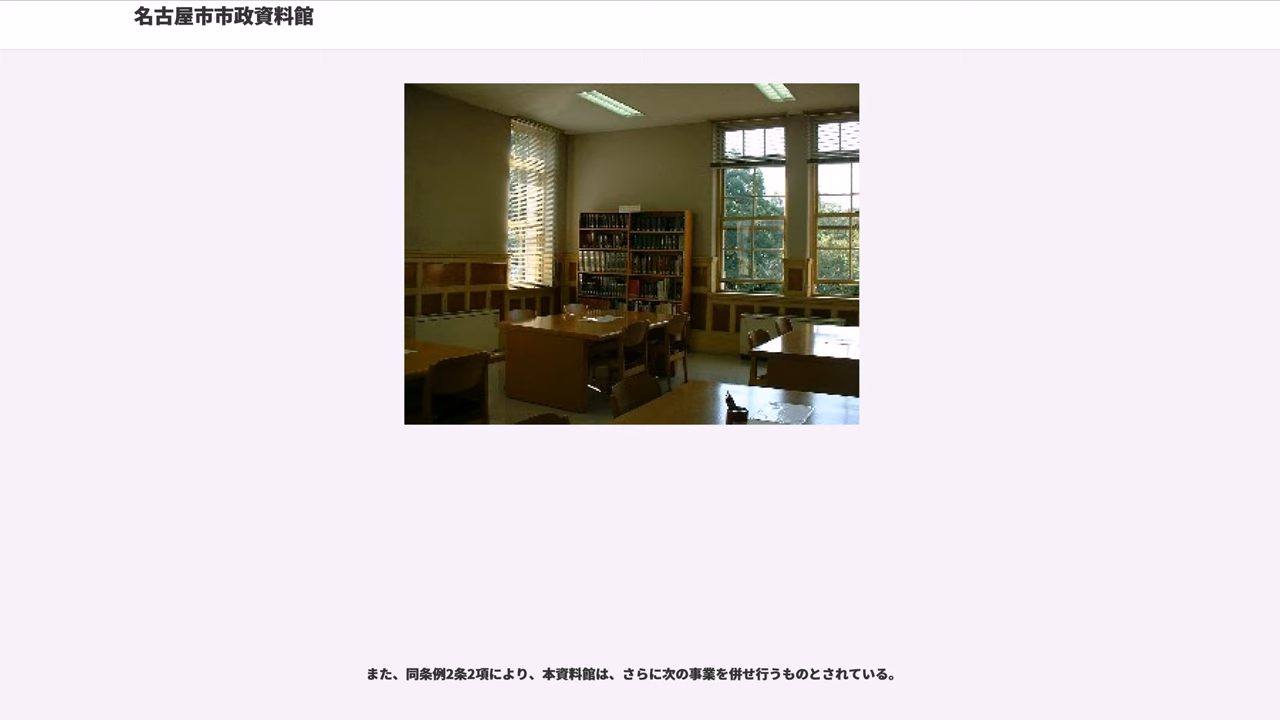 名古屋市市政資料館
また、同条例2条2項により、本資料館は、さらに次の事業を併せ行うものとされている。